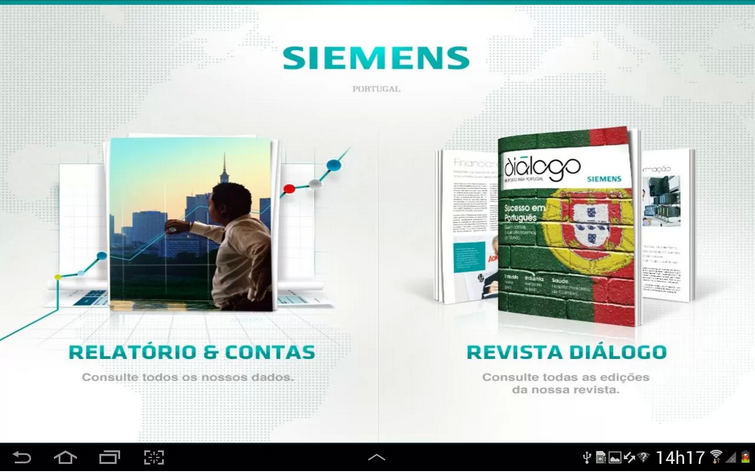 SIEMENS
PORTUGAL
RELATÓRIO & CONTAS
Consulte todos os nossos dados.
diálogo
SIEMENS
Sucesso em
Português
REVISTA DIÁLOGO
Consulte todas as edições
da nossa revista.
14h17